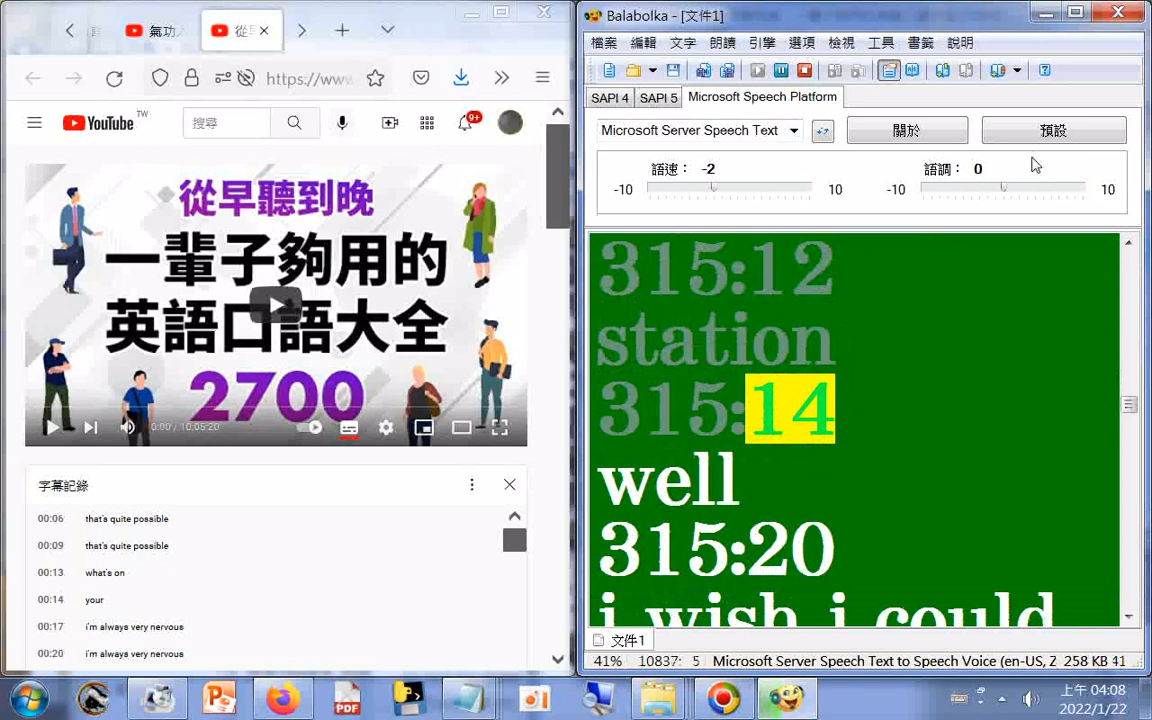 從 
氣功
https://www
YouTube TW
搜尋
9+
從早聽到晚
一輩子夠用的
英語口語大全
2700
0:00 / 10:05:20
字幕記錄
00:06 that's quite possible
00:09 that's quite possible
00:13 what's on
00:14 your
00:17 i'm always very nervous
00:20 i'm always very nervous
Balabolka - [文件1]
檔案 編輯 文字 朗讀 引擎 選項 檢視 工具 書籤 說明
SAPI 4 SAPI 5 Microsoft Speech Platform
Microsoft Server Speech Text 關於 預設
語速： -2 語調： 0
-10 10 -10 10
315:12
station
315:14
well
315:20
i wish i could
文件1
41% 10837: 5 Microsoft Server Speech Text to Speech Voice (en-US, Z 258 KB 41
PDF
上午 04:08
2022/1/22